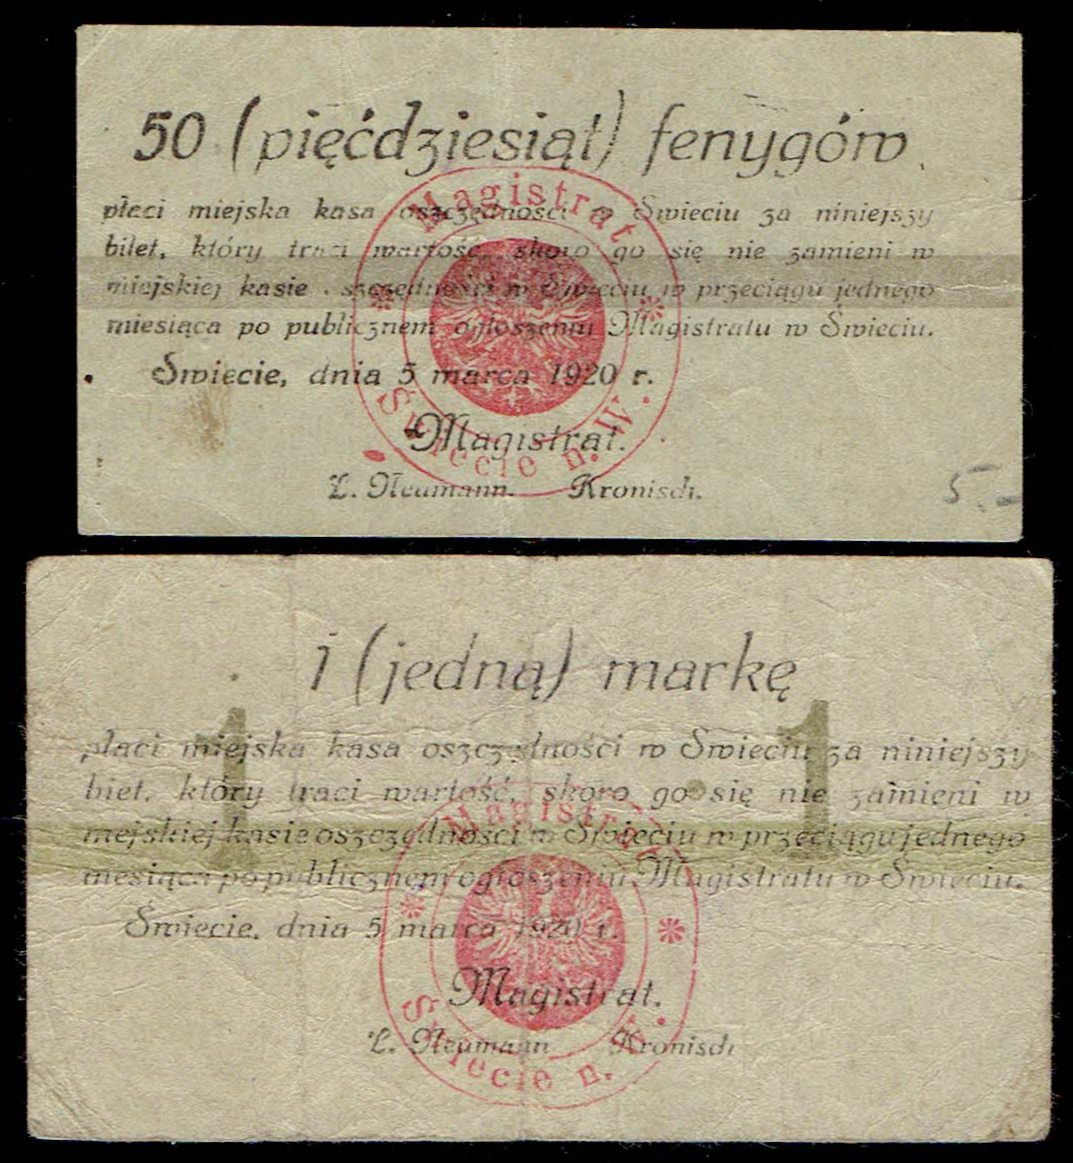 50 (pięćdziesiąt) fenygów
płaci miejska kasa oszczędności w Świeciu za niniejszy
bilet, który traci wartość, skoro go się nie zamieni w
miejskiej kasie oszczędności w Świeciu w przeciągu jednego
miesiąca po publicznem ogłoszeniu Magistratu w Świeciu.
Świecie, dnia 5 marca 1920 r.
Magistrat.
L. Neumann. Kronisch.
Magistrat
Świecie n. W.
5.-
1 (jedną) markę
1 1
płaci miejska kasa oszczędności w Świeciu za niniejszy
bilet, który traci wartość, skoro go się nie zamieni w
mejskiej kasie oszczędności w Świeciu w przeciągu jednego
mesiąca po publicznem ogłoszeniu Magistratu w Świeciu.
Świecie, dnia 5 marca 1920 r.
Magistrat.
L. Neumann Kronisch
Magistrat
Świecie n. W.